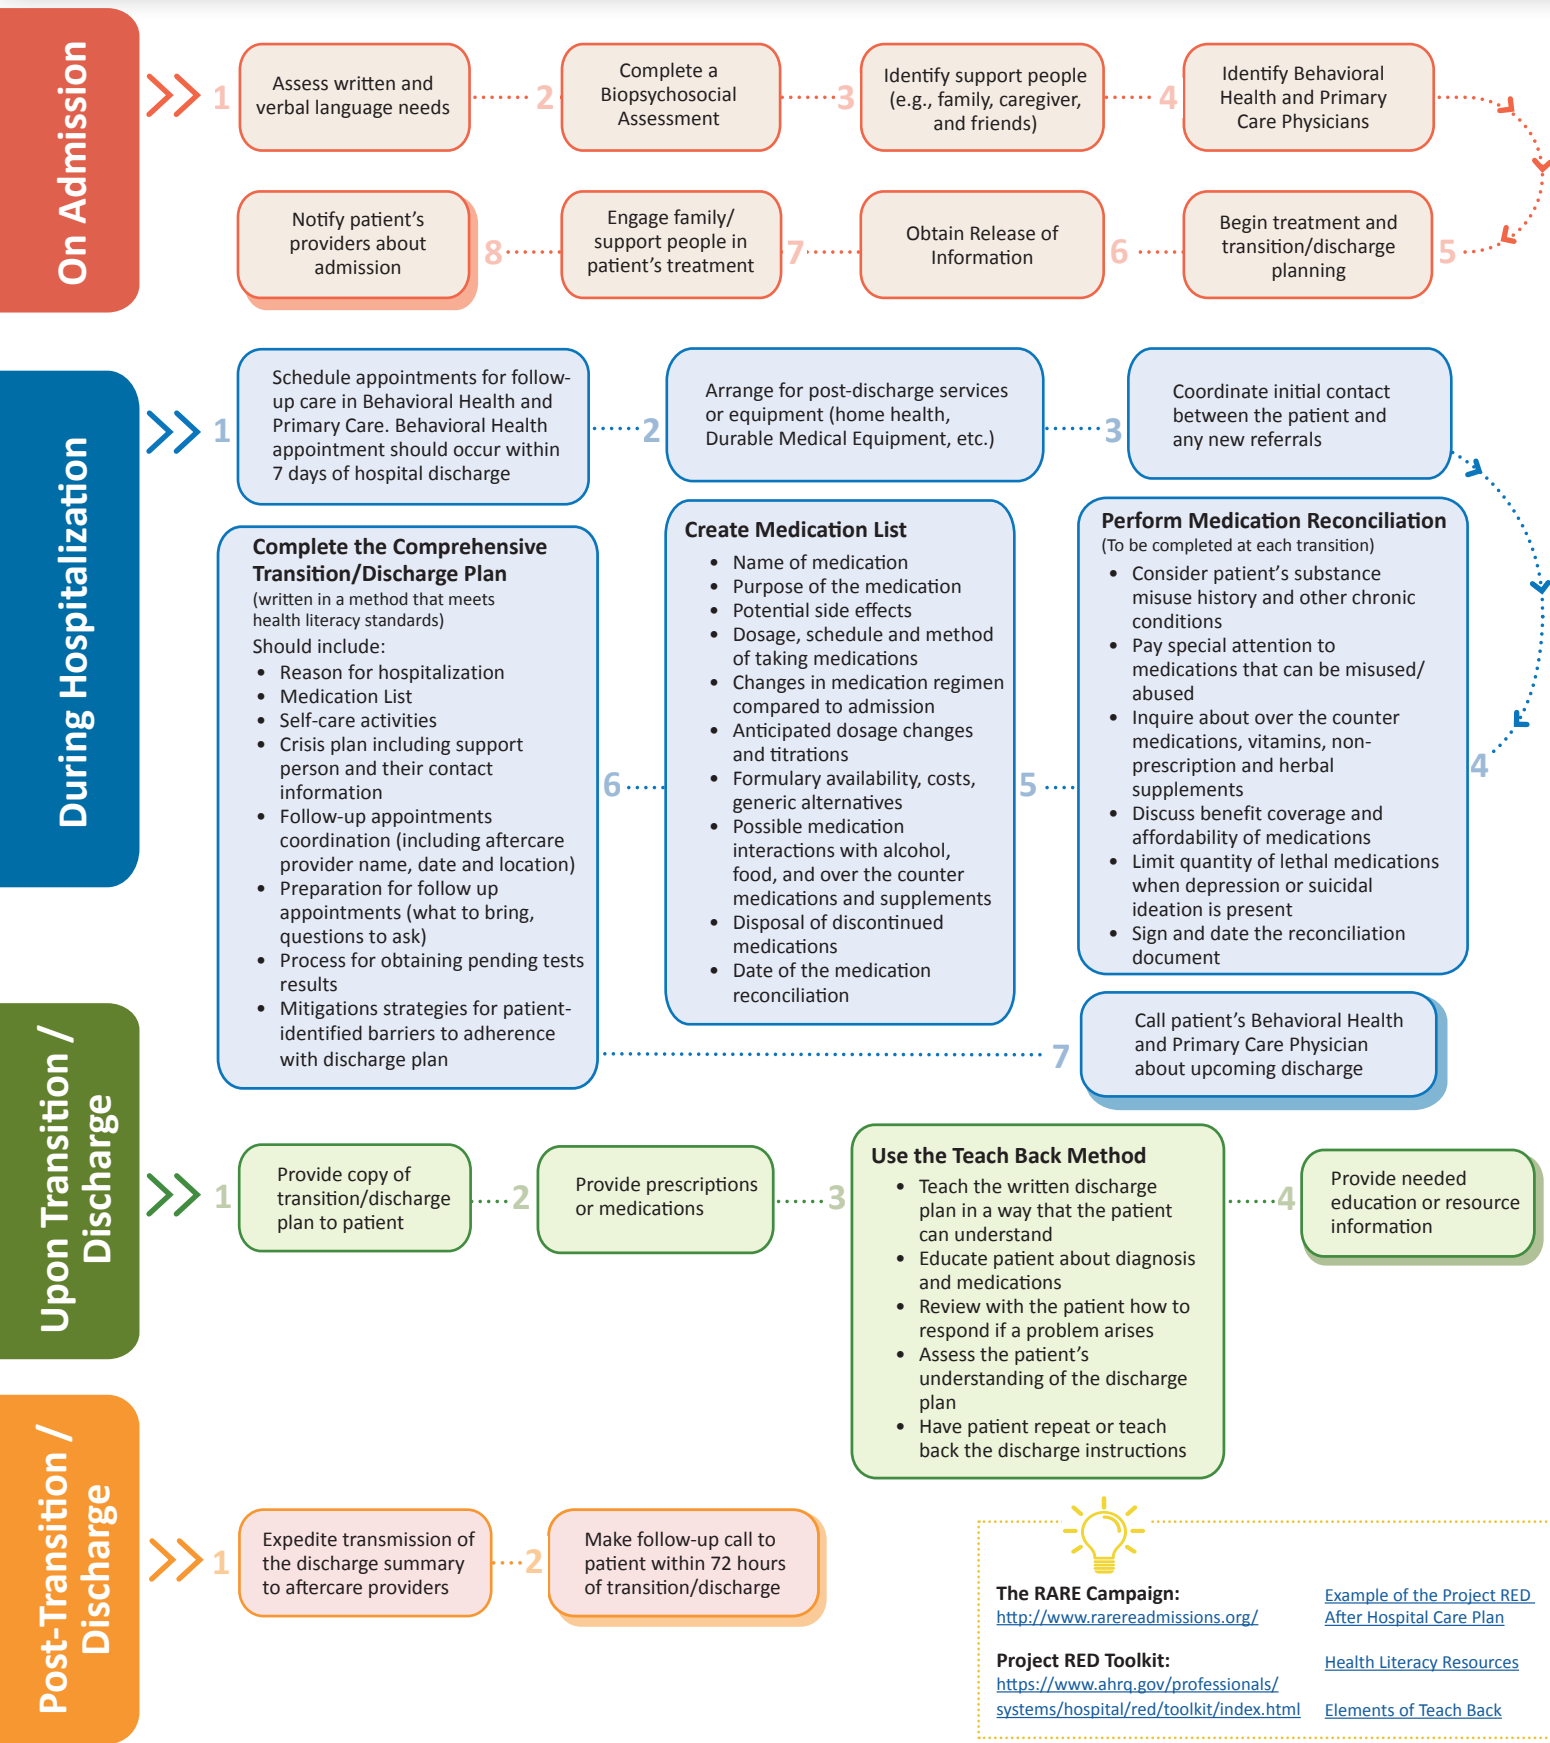 On Admission
1
Assess written and
verbal language needs
2
Complete a
Biopsychosocial
Assessment
3
Identify support people
(e.g., family, caregiver,
and friends)
4
Identify Behavioral
Health and Primary
Care Physicians
5
Begin treatment and
transition/discharge
planning
6
Obtain Release of
Information
7
Engage family/
support people in
patient's treatment
8
Notify patient's
providers about
admission
During Hospitalization
1
Schedule appointments for follow-
up care in Behavioral Health and
Primary Care. Behavioral Health
appointment should occur within
7 days of hospital discharge
2
Arrange for post-discharge services
or equipment (home health,
Durable Medical Equipment, etc.)
3
Coordinate initial contact
between the patient and
any new referrals
4
Perform Medication Reconciliation
(To be completed at each transition)
• Consider patient's substance
misuse history and other chronic
conditions
• Pay special attention to
medications that can be misused/
abused
• Inquire about over the counter
medications, vitamins, non-
prescription and herbal
supplements
• Discuss benefit coverage and
affordability of medications
• Limit quantity of lethal medications
when depression or suicidal
ideation is present
• Sign and date the reconciliation
document
5
Create Medication List
• Name of medication
• Purpose of the medication
• Potential side effects
• Dosage, schedule and method
of taking medications
• Changes in medication regimen
compared to admission
• Anticipated dosage changes
and titrations
• Formulary availability, costs,
generic alternatives
• Possible medication
interactions with alcohol,
food, and over the counter
medications and supplements
• Disposal of discontinued
medications
• Date of the medication
reconciliation
6
Complete the Comprehensive
Transition/Discharge Plan
(written in a method that meets
health literacy standards)
Should include:
• Reason for hospitalization
• Medication List
• Self-care activities
• Crisis plan including support
person and their contact
information
• Follow-up appointments
coordination (including aftercare
provider name, date and location)
• Preparation for follow up
appointments (what to bring,
questions to ask)
• Process for obtaining pending tests
results
• Mitigations strategies for patient-
identified barriers to adherence
with discharge plan
7
Call patient's Behavioral Health
and Primary Care Physician
about upcoming discharge
Upon Transition /
Discharge
1
Provide copy of
transition/discharge
plan to patient
2
Provide prescriptions
or medications
3
Use the Teach Back Method
• Teach the written discharge
plan in a way that the patient
can understand
• Educate patient about diagnosis
and medications
• Review with the patient how to
respond if a problem arises
• Assess the patient's
understanding of the discharge
plan
• Have patient repeat or teach
back the discharge instructions
4
Provide needed
education or resource
information
Post-Transition /
Discharge
1
Expedite transmission of
the discharge summary
to aftercare providers
2
Make follow-up call to
patient within 72 hours
of transition/discharge
The RARE Campaign:
http://www.rarereadmissions.org/
Project RED Toolkit:
https://www.ahrq.gov/professionals/
systems/hospital/red/toolkit/index.html
Example of the Project RED
After Hospital Care Plan
Health Literacy Resources
Elements of Teach Back